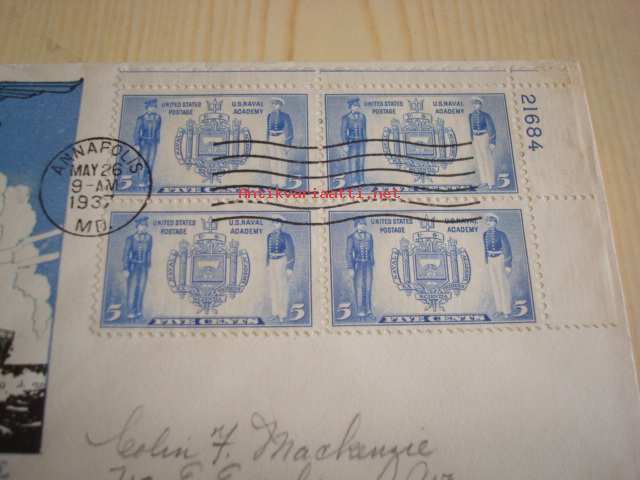 21684
UNITED STATES POSTAGE U.S. NAVAL ACADEMY
5 FIVE CENTS 5
UNITED STATES POSTAGE U.S. NAVAL ACADEMY
5 FIVE CENTS 5
ANNAPOLIS
MAY 26
9-AM
1937
MD.
Antikvariaatti.net
UNITED STATES POSTAGE U.S. NAVAL ACADEMY
5 FIVE CENTS 5
UNITED STATES POSTAGE U.S. NAVAL ACADEMY
5 FIVE CENTS 5
Colin F. Mackenzie